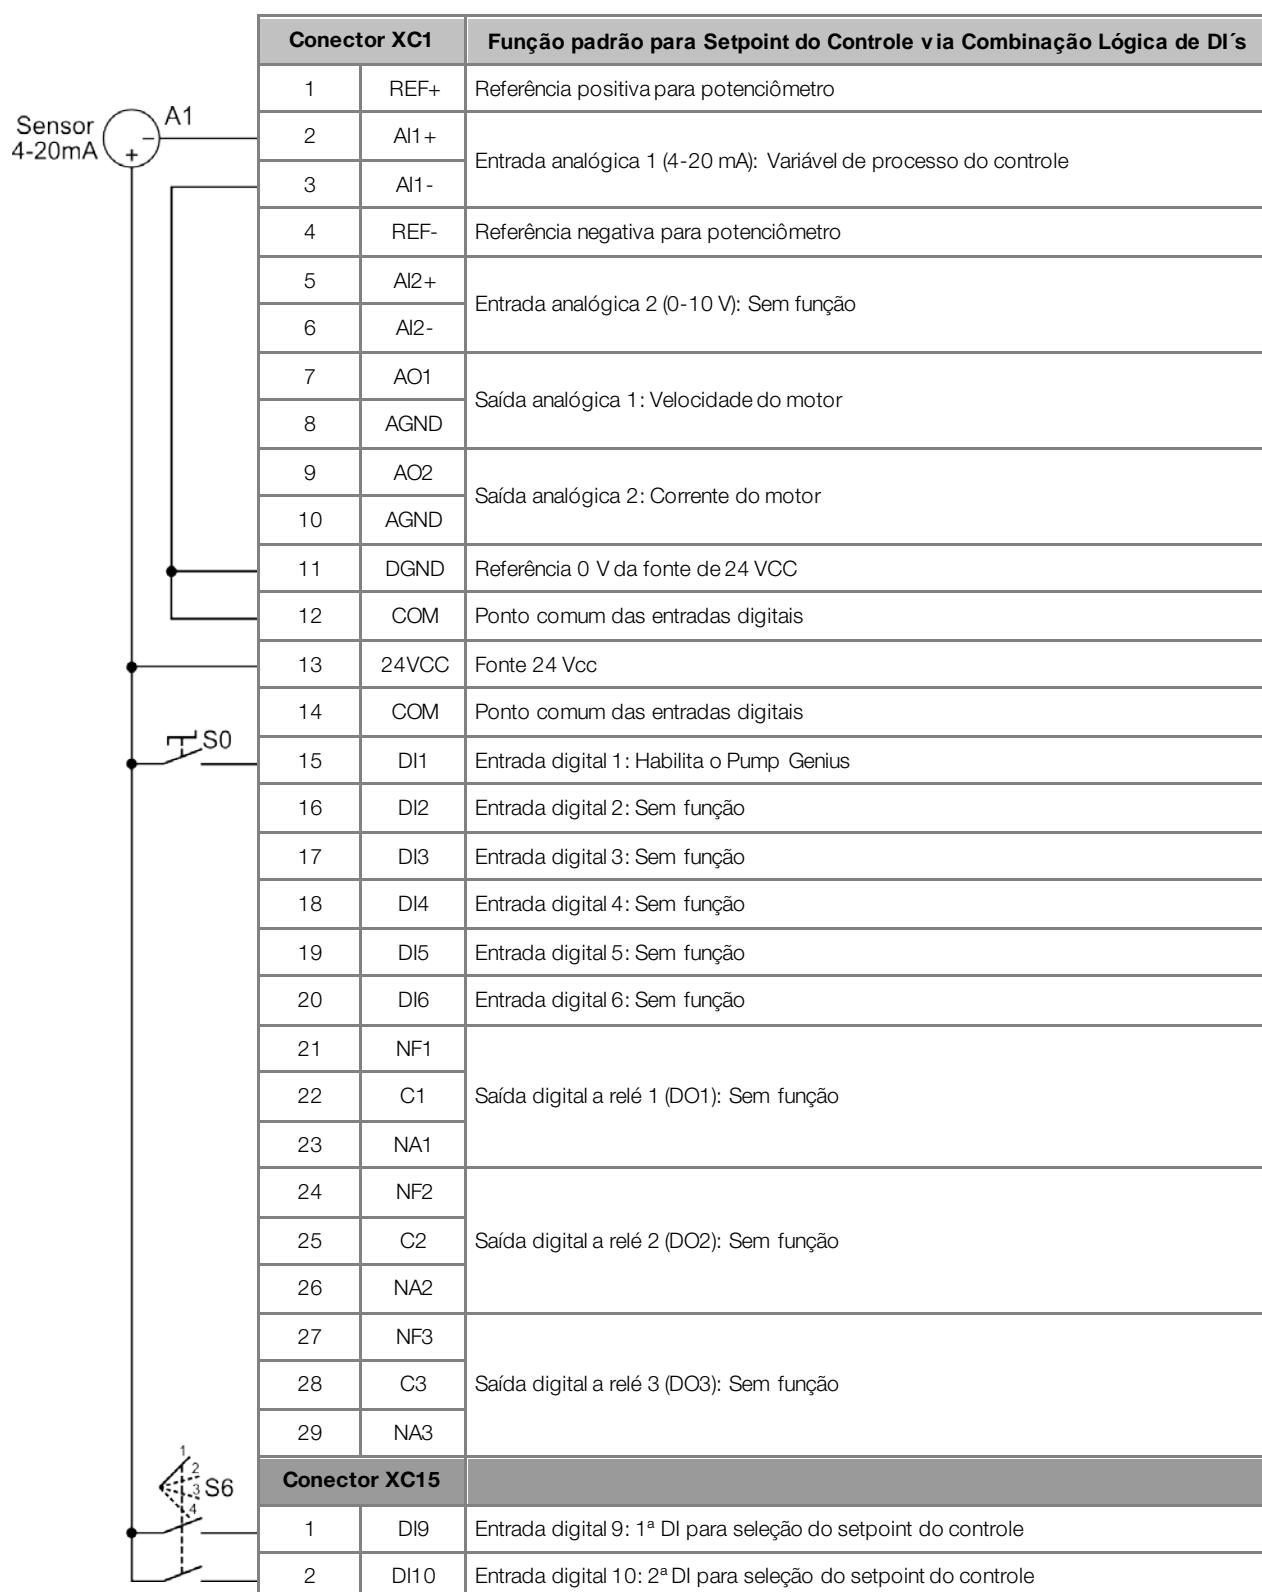 Conector XC1 Função padrão para Setpoint do Controle via Combinação Lógica de DI´s
1 REF+ Referência positiva para potenciômetro
Sensor
4-20mA
A1
-
+
2 AI1+ Entrada analógica 1 (4-20 mA): Variável de processo do controle
3 AI1-
4 REF- Referência negativa para potenciômetro
5 AI2+ Entrada analógica 2 (0-10 V): Sem função
6 AI2-
7 AO1 Saída analógica 1: Velocidade do motor
8 AGND
9 AO2 Saída analógica 2: Corrente do motor
10 AGND
11 DGND Referência 0 V da fonte de 24 VCC
12 COM Ponto comum das entradas digitais
13 24VCC Fonte 24 Vcc
14 COM Ponto comum das entradas digitais
S0
15 DI1 Entrada digital 1: Habilita o Pump Genius
16 DI2 Entrada digital 2: Sem função
17 DI3 Entrada digital 3: Sem função
18 DI4 Entrada digital 4: Sem função
19 DI5 Entrada digital 5: Sem função
20 DI6 Entrada digital 6: Sem função
21 NF1
22 C1 Saída digital a relé 1 (DO1): Sem função
23 NA1
24 NF2
25 C2 Saída digital a relé 2 (DO2): Sem função
26 NA2
27 NF3
28 C3 Saída digital a relé 3 (DO3): Sem função
29 NA3
1
2
3
4
S6
Conector XC15
1 DI9 Entrada digital 9: 1ª DI para seleção do setpoint do controle
2 DI10 Entrada digital 10: 2ª DI para seleção do setpoint do controle